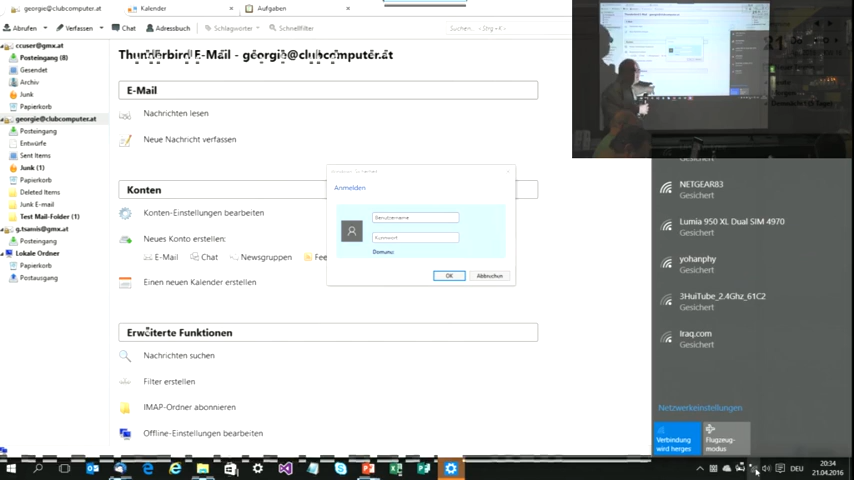 georgie@clubcomputer.at
Kalender
Aufgaben
Abrufen
Verfassen
Chat
Adressbuch
Schlagwörter
Schnellfilter
Suchen... <Strg+K>
ccuser@gmx.at
Posteingang (8)
Gesendet
Archiv
Junk
Papierkorb
georgie@clubcomputer.at
Posteingang
Entwürfe
Sent Items
Junk (1)
Papierkorb
Deleted Items
Junk E-mail
Test Mail-Folder (1)
g.tsamis@gmx.at
Posteingang
Lokale Ordner
Papierkorb
Postausgang
Thunderbird E-Mail - georgie@clubcomputer.at
E-Mail
Nachrichten lesen
Neue Nachricht verfassen
Konten
Konten-Einstellungen bearbeiten
Neues Konto erstellen:
E-Mail
Chat
Newsgroups
Fee
Einen neuen Kalender erstellen
Erweiterte Funktionen
Nachrichten suchen
Filter erstellen
IMAP-Ordner abonnieren
Offline-Einstellungen bearbeiten
Anmelden
Benutzername
Kennwort
Domäne:
OK
Abbrechen
Gesichert
NETGEAR83
Gesichert
Lumia 950 XL Dual SIM 4970
Gesichert
yohanphy
Gesichert
3HuiTube_2.4Ghz_61C2
Gesichert
Iraq.com
Gesichert
Netzwerkeinstellungen
Verbindung
wird herges
Flugzeug-
modus
DEU
20:34
21.04.2016